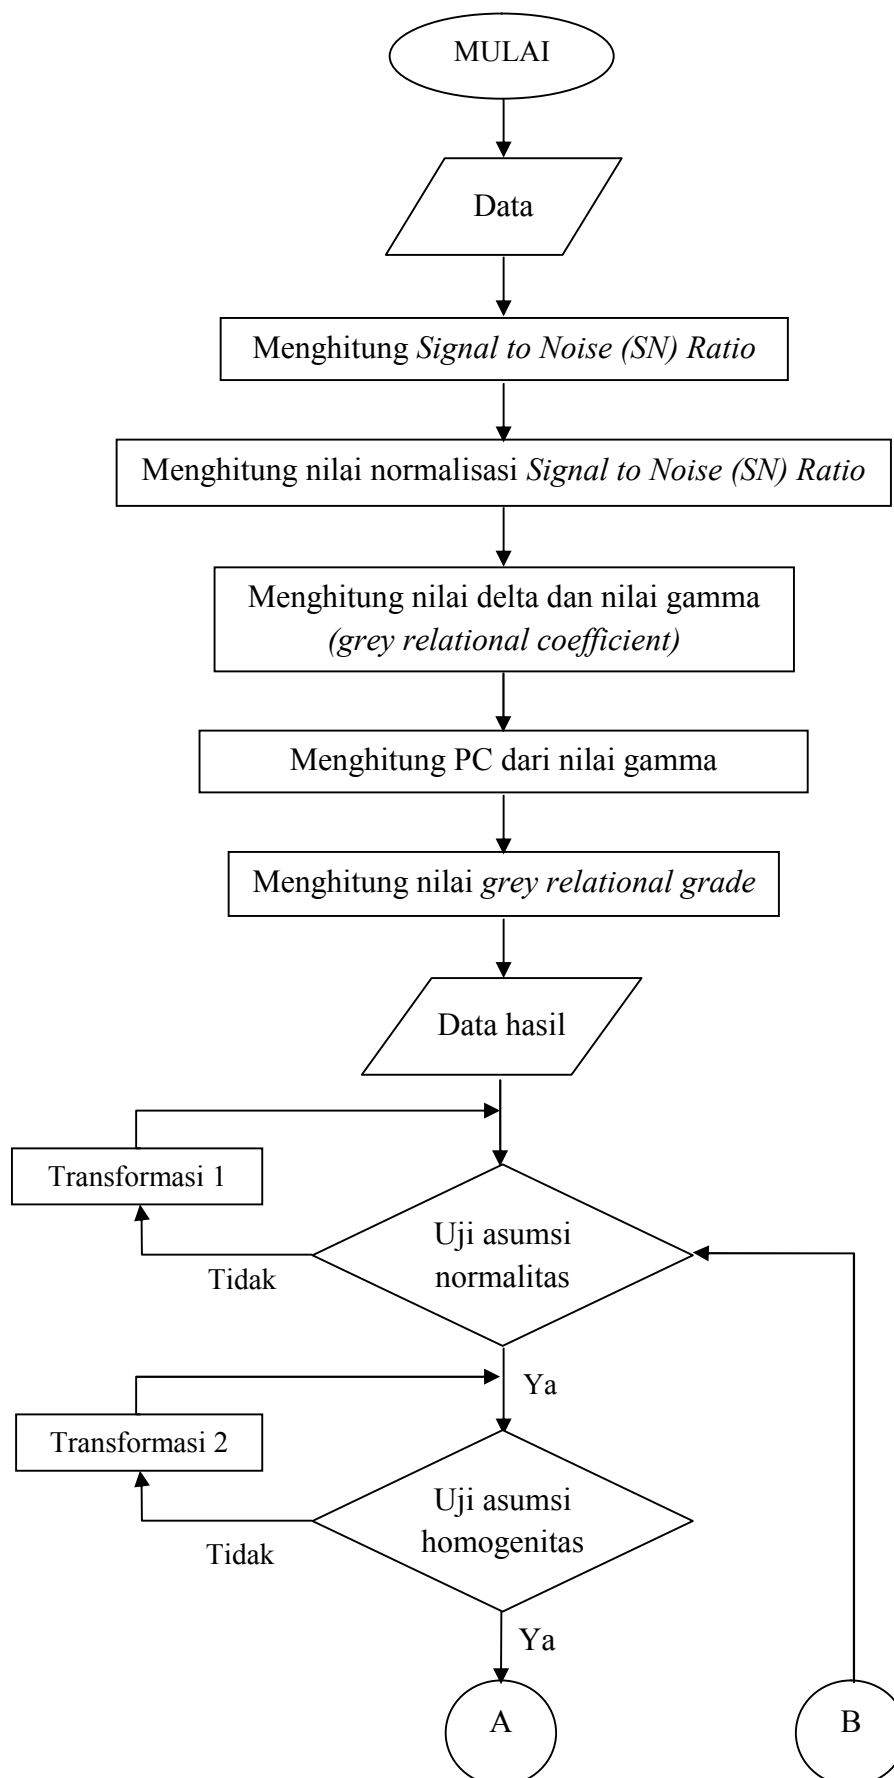 MULAI
Data
Menghitung Signal to Noise (SN) Ratio
Menghitung nilai normalisasi Signal to Noise (SN) Ratio
Menghitung nilai delta dan nilai gamma
(grey relational coefficient)
Menghitung PC dari nilai gamma
Menghitung nilai grey relational grade
Data hasil
Transformasi 1
Uji asumsi
normalitas
Tidak
Ya
Transformasi 2
Uji asumsi
homogenitas
Tidak
Ya
A
B